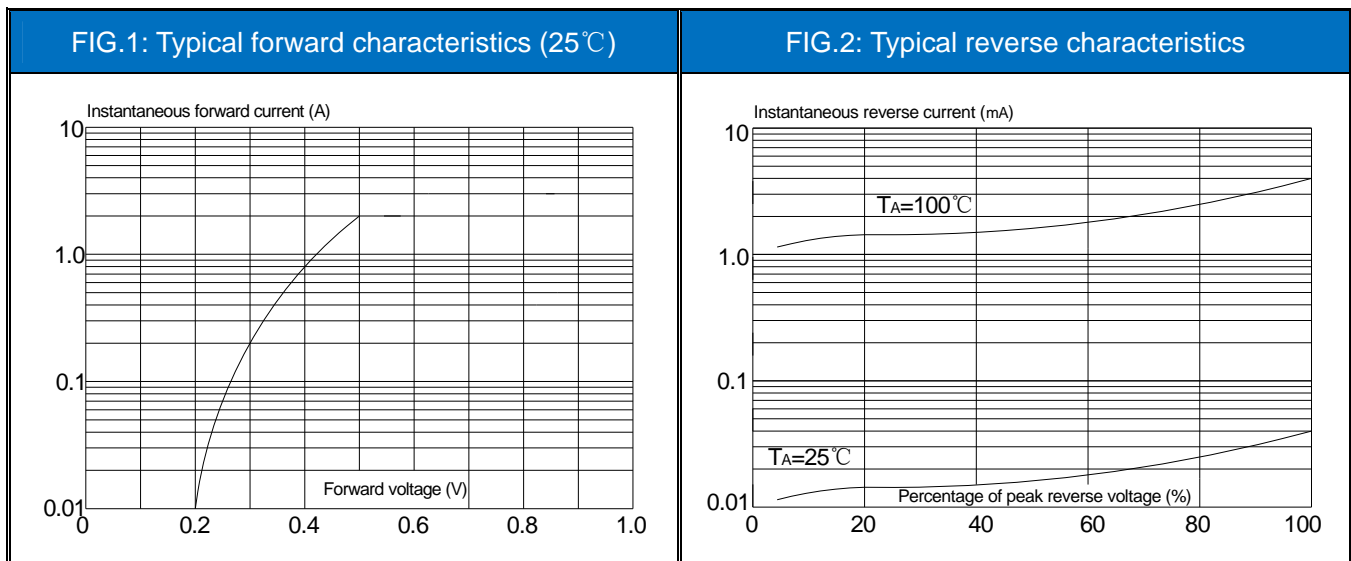 FIG.1: Typical forward characteristics (25℃)
Instantaneous forward current (A)
10
1.0
0.1
0.01
Forward voltage (V)
0 0.2 0.4 0.6 0.8 1.0
FIG.2: Typical reverse characteristics
Instantaneous reverse current (mA)
10
TA=100℃
1.0
0.1
TA=25℃
0.01
Percentage of peak reverse voltage (%)
0 20 40 60 80 100